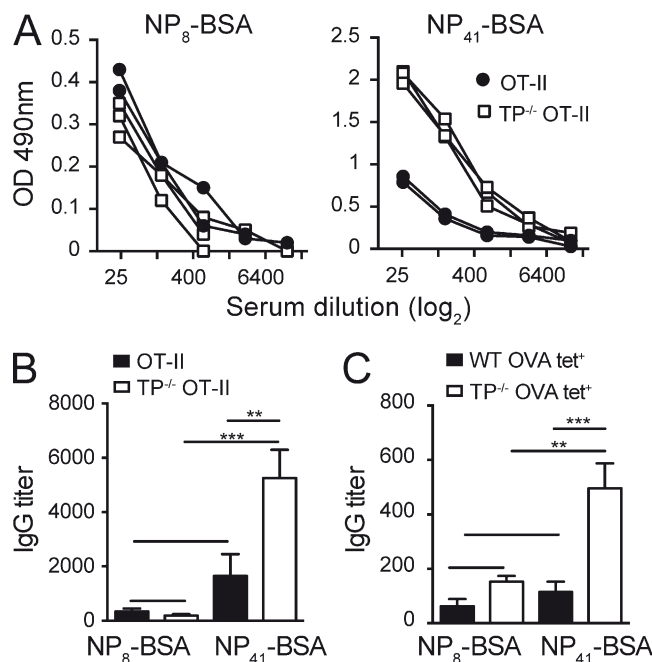 A NP8-BSA NP41-BSA
OD 490nm
0.5
0.4
0.3
0.2
0.1
0
25 400 6400
2.5
2
1.5
1
0.5
0
25 400 6400
OT-II
TP-/- OT-II
Serum dilution (log2)
B
OT-II
TP-/- OT-II
IgG titer
8000
6000
4000
2000
0
**
***
NP8-BSA NP41-BSA
C
WT OVA tet+
TP-/- OVA tet+
IgG titer
800
600
400
200
0
***
**
NP8-BSA NP41-BSA